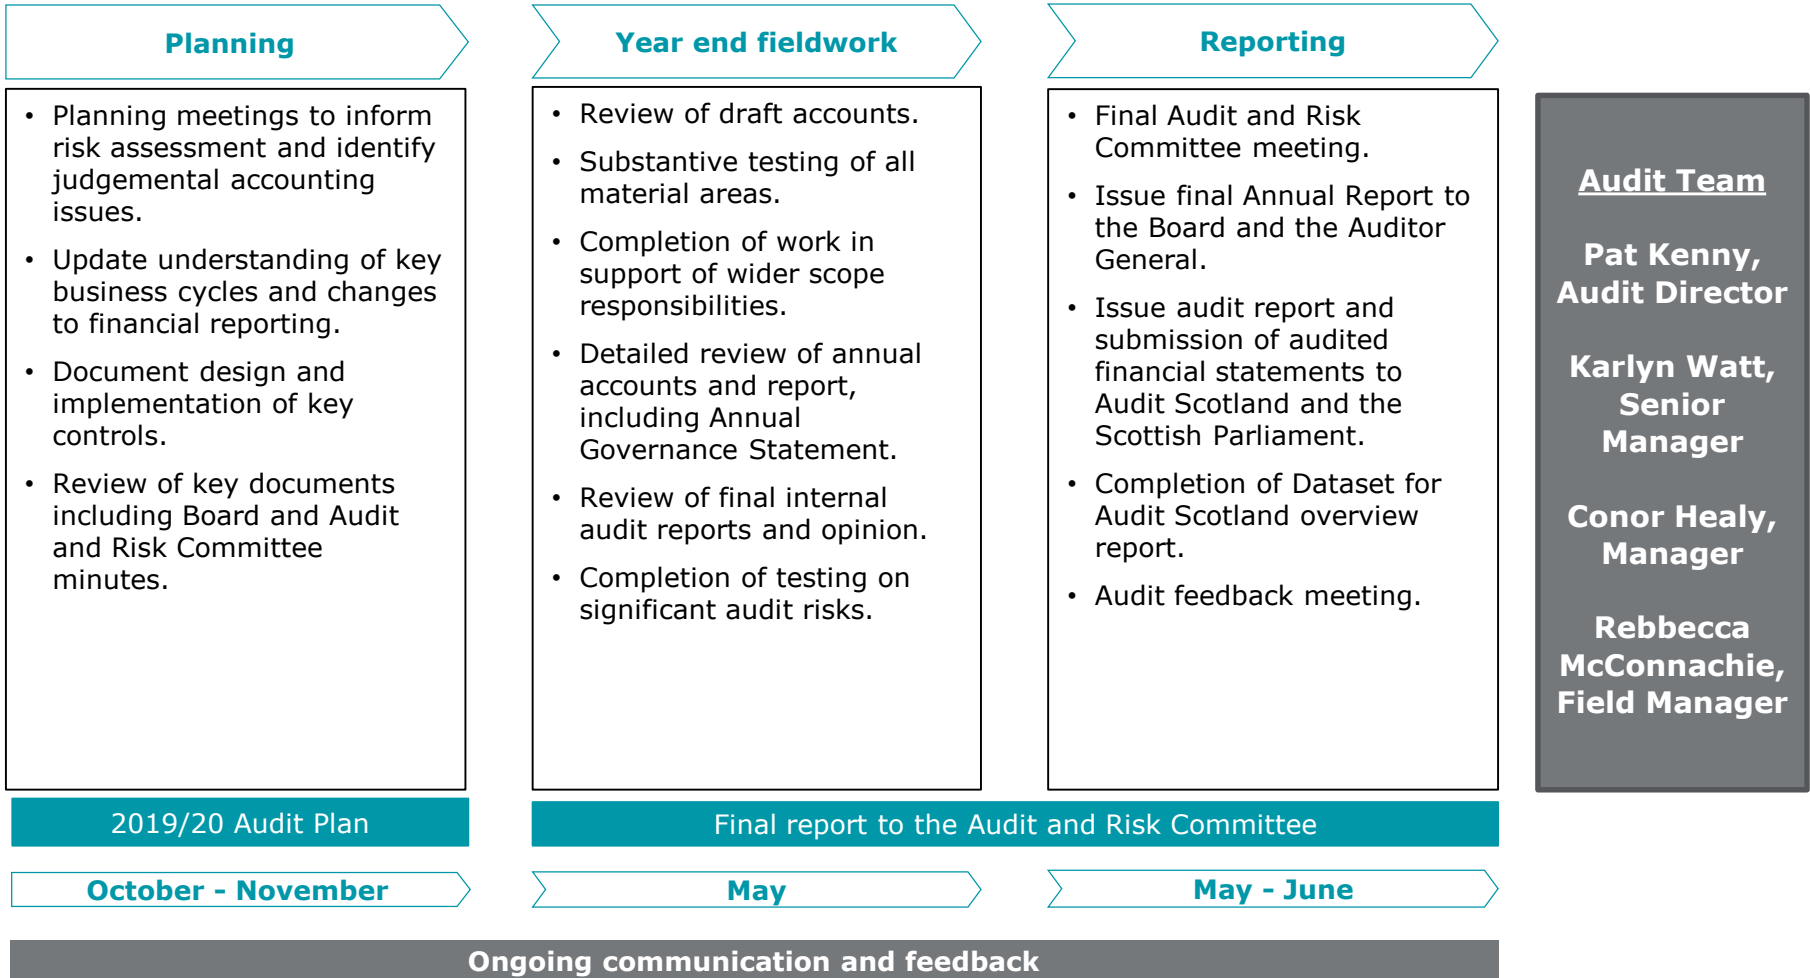 Planning
• Planning meetings to inform
risk assessment and identify
judgemental accounting
issues.
• Update understanding of key
business cycles and changes
to financial reporting.
• Document design and
implementation of key
controls.
• Review of key documents
including Board and Audit
and Risk Committee
minutes.
2019/20 Audit Plan
October - November
Year end fieldwork
• Review of draft accounts.
• Substantive testing of all
material areas.
• Completion of work in
support of wider scope
responsibilities.
• Detailed review of annual
accounts and report,
including Annual
Governance Statement.
• Review of final internal
audit reports and opinion.
• Completion of testing on
significant audit risks.
Reporting
• Final Audit and Risk
Committee meeting.
• Issue final Annual Report to
the Board and the Auditor
General.
• Issue audit report and
submission of audited
financial statements to
Audit Scotland and the
Scottish Parliament.
• Completion of Dataset for
Audit Scotland overview
report.
• Audit feedback meeting.
Final report to the Audit and Risk Committee
May
May - June
Audit Team
Pat Kenny,
Audit Director
Karlyn Watt,
Senior
Manager
Conor Healy,
Manager
Rebbecca
McConnachie,
Field Manager
Ongoing communication and feedback